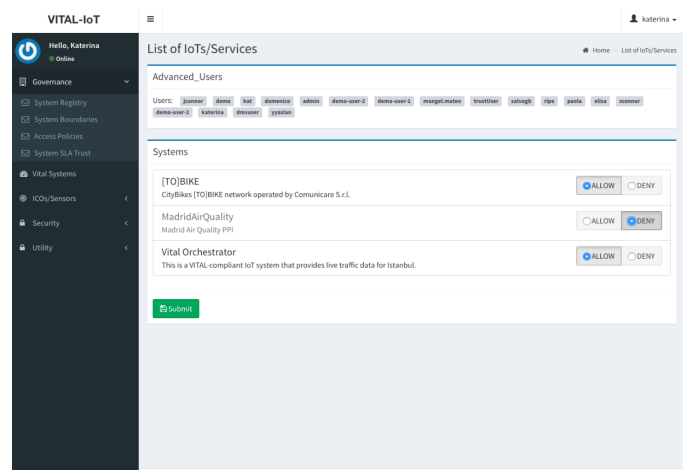 VITAL-IoT
katerina
Hello, Katerina
Online
Governance
System Registry
System Boundaries
Access Policies
System SLA Trust
Vital Systems
ICOs/Sensors
Security
Utility
List of IoTs/Services
Home > List of IoTs/Services
Advanced_Users
Users: jconnor demo kat domenico admin demo-user-3 demo-user-1 mangel.mateo trustUser salvogb ripe paola elisa sconnor
demo-user-2 katerina dmsuser yyaslan
Systems
[TO]BIKE
CityBikes [TO]BIKE network operated by Comunicare S.r.l.
ALLOW DENY
MadridAirQuality
Madrid Air Quality PPI
ALLOW DENY
Vital Orchestrator
This is a VITAL-compliant IoT system that provides live traffic data for Istanbul.
ALLOW DENY
Submit